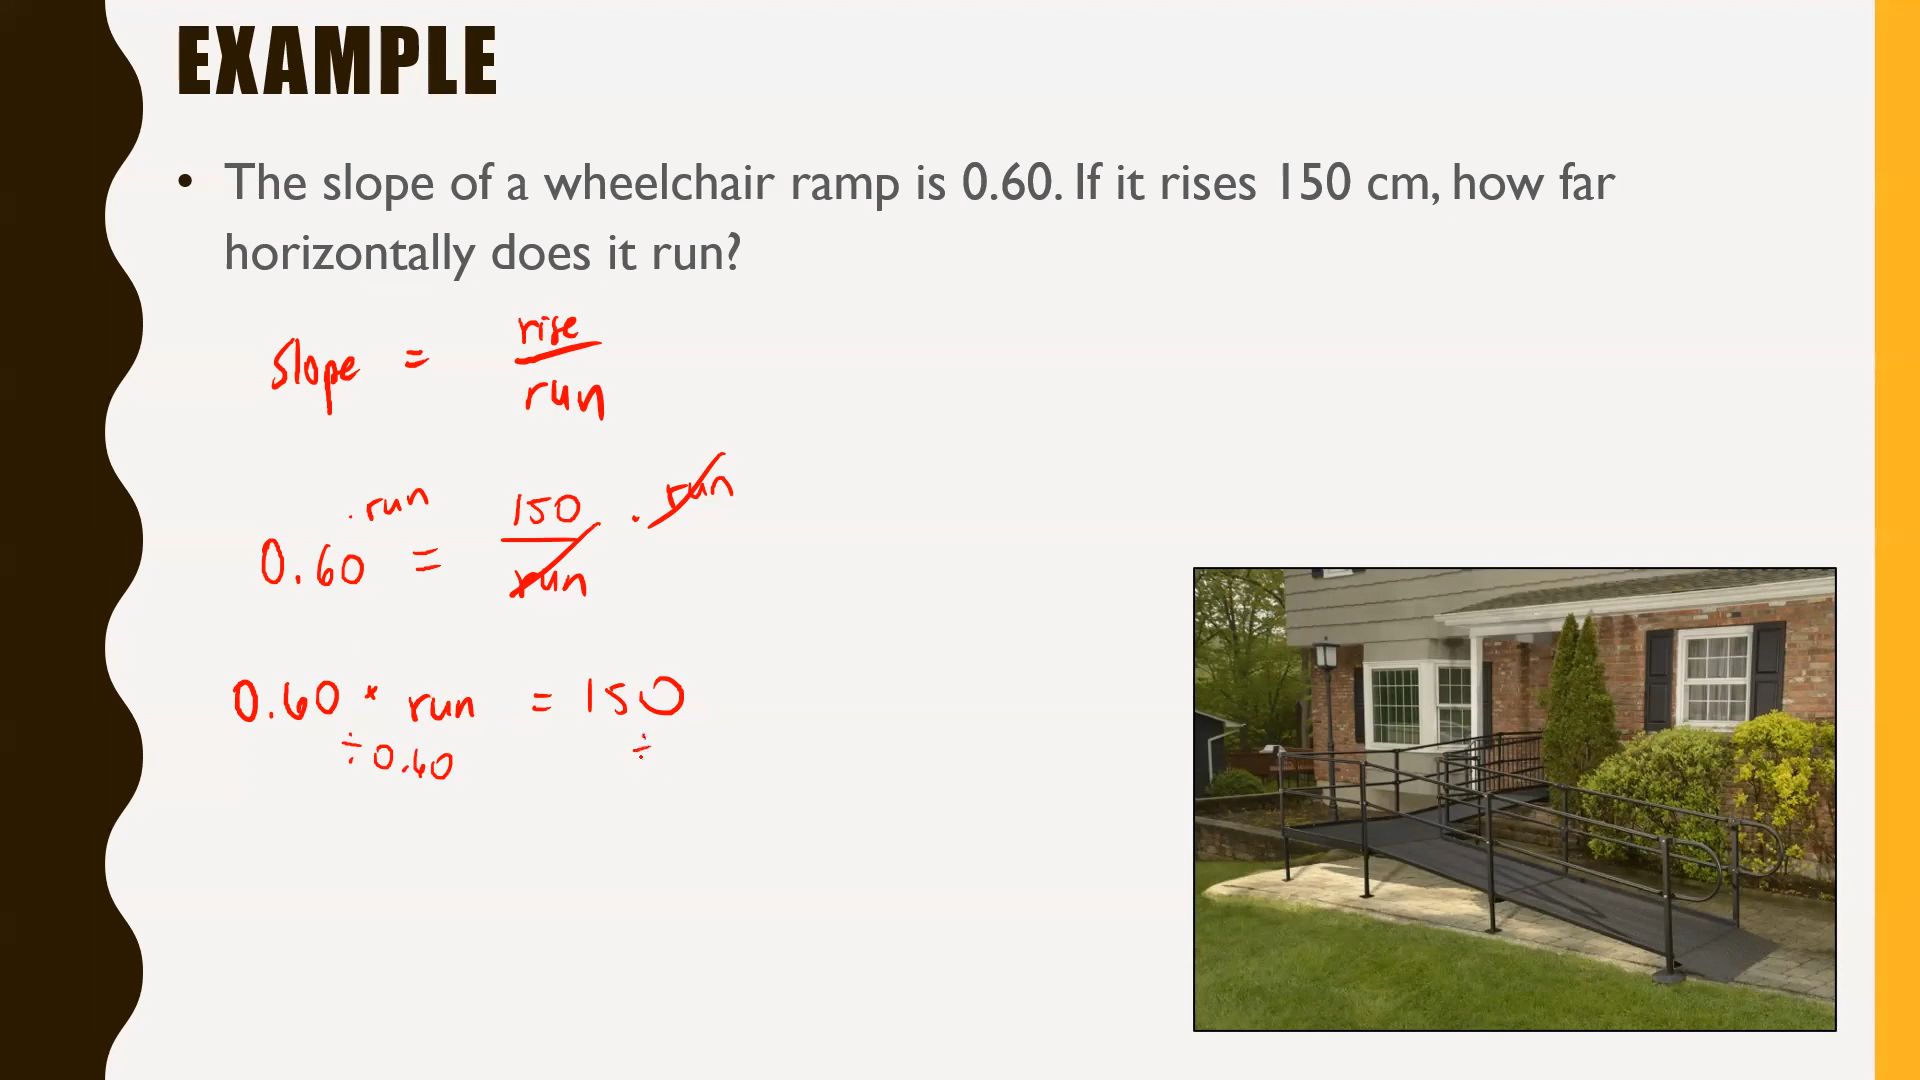 EXAMPLE
• The slope of a wheelchair ramp is 0.60. If it rises 150 cm, how far
horizontally does it run?
slope = rise/run
0.60 · run = 150/run · run
0.60 * run = 150
÷ 0.60 ÷